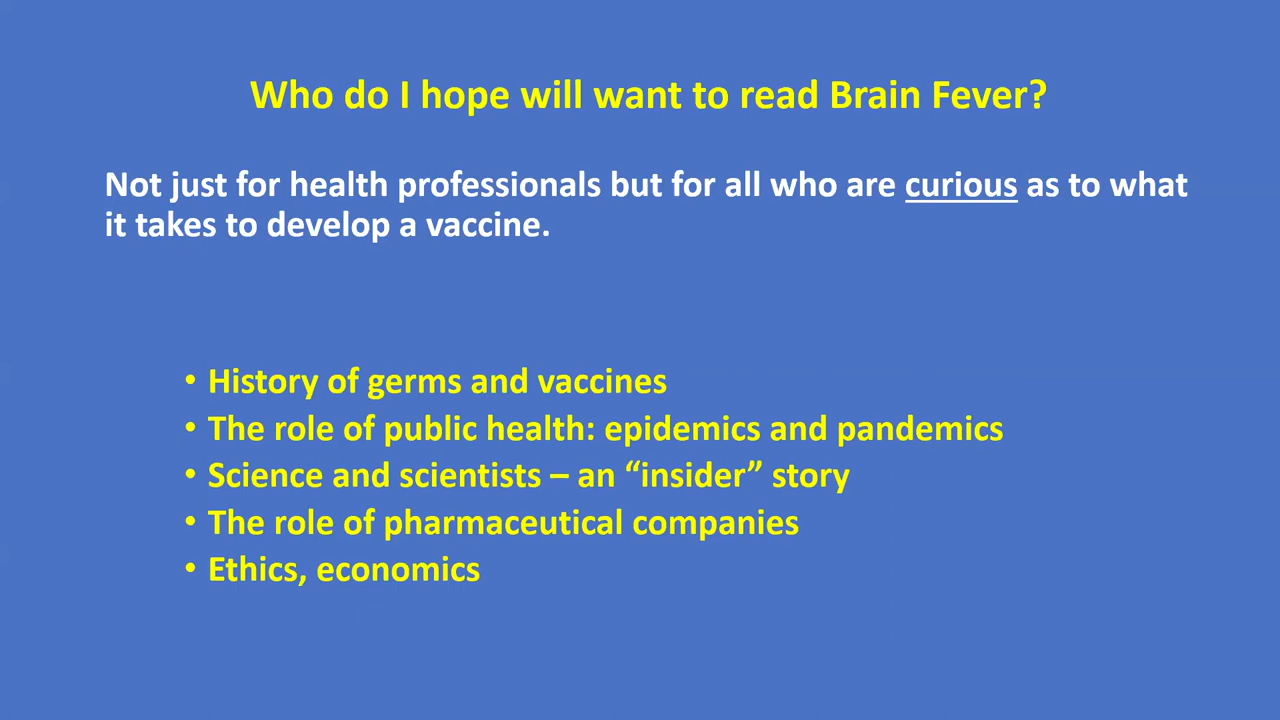 Who do I hope will want to read Brain Fever?
Not just for health professionals but for all who are curious as to what
it takes to develop a vaccine.
• History of germs and vaccines
• The role of public health: epidemics and pandemics
• Science and scientists – an “insider” story
• The role of pharmaceutical companies
• Ethics, economics